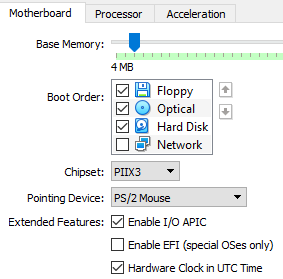 Motherboard Processor Acceleration
Base Memory:
4 MB
Boot Order:
Floppy
Optical
Hard Disk
Network
Chipset: PIIX3
Pointing Device: PS/2 Mouse
Extended Features: Enable I/O APIC
Enable EFI (special OSes only)
Hardware Clock in UTC Time